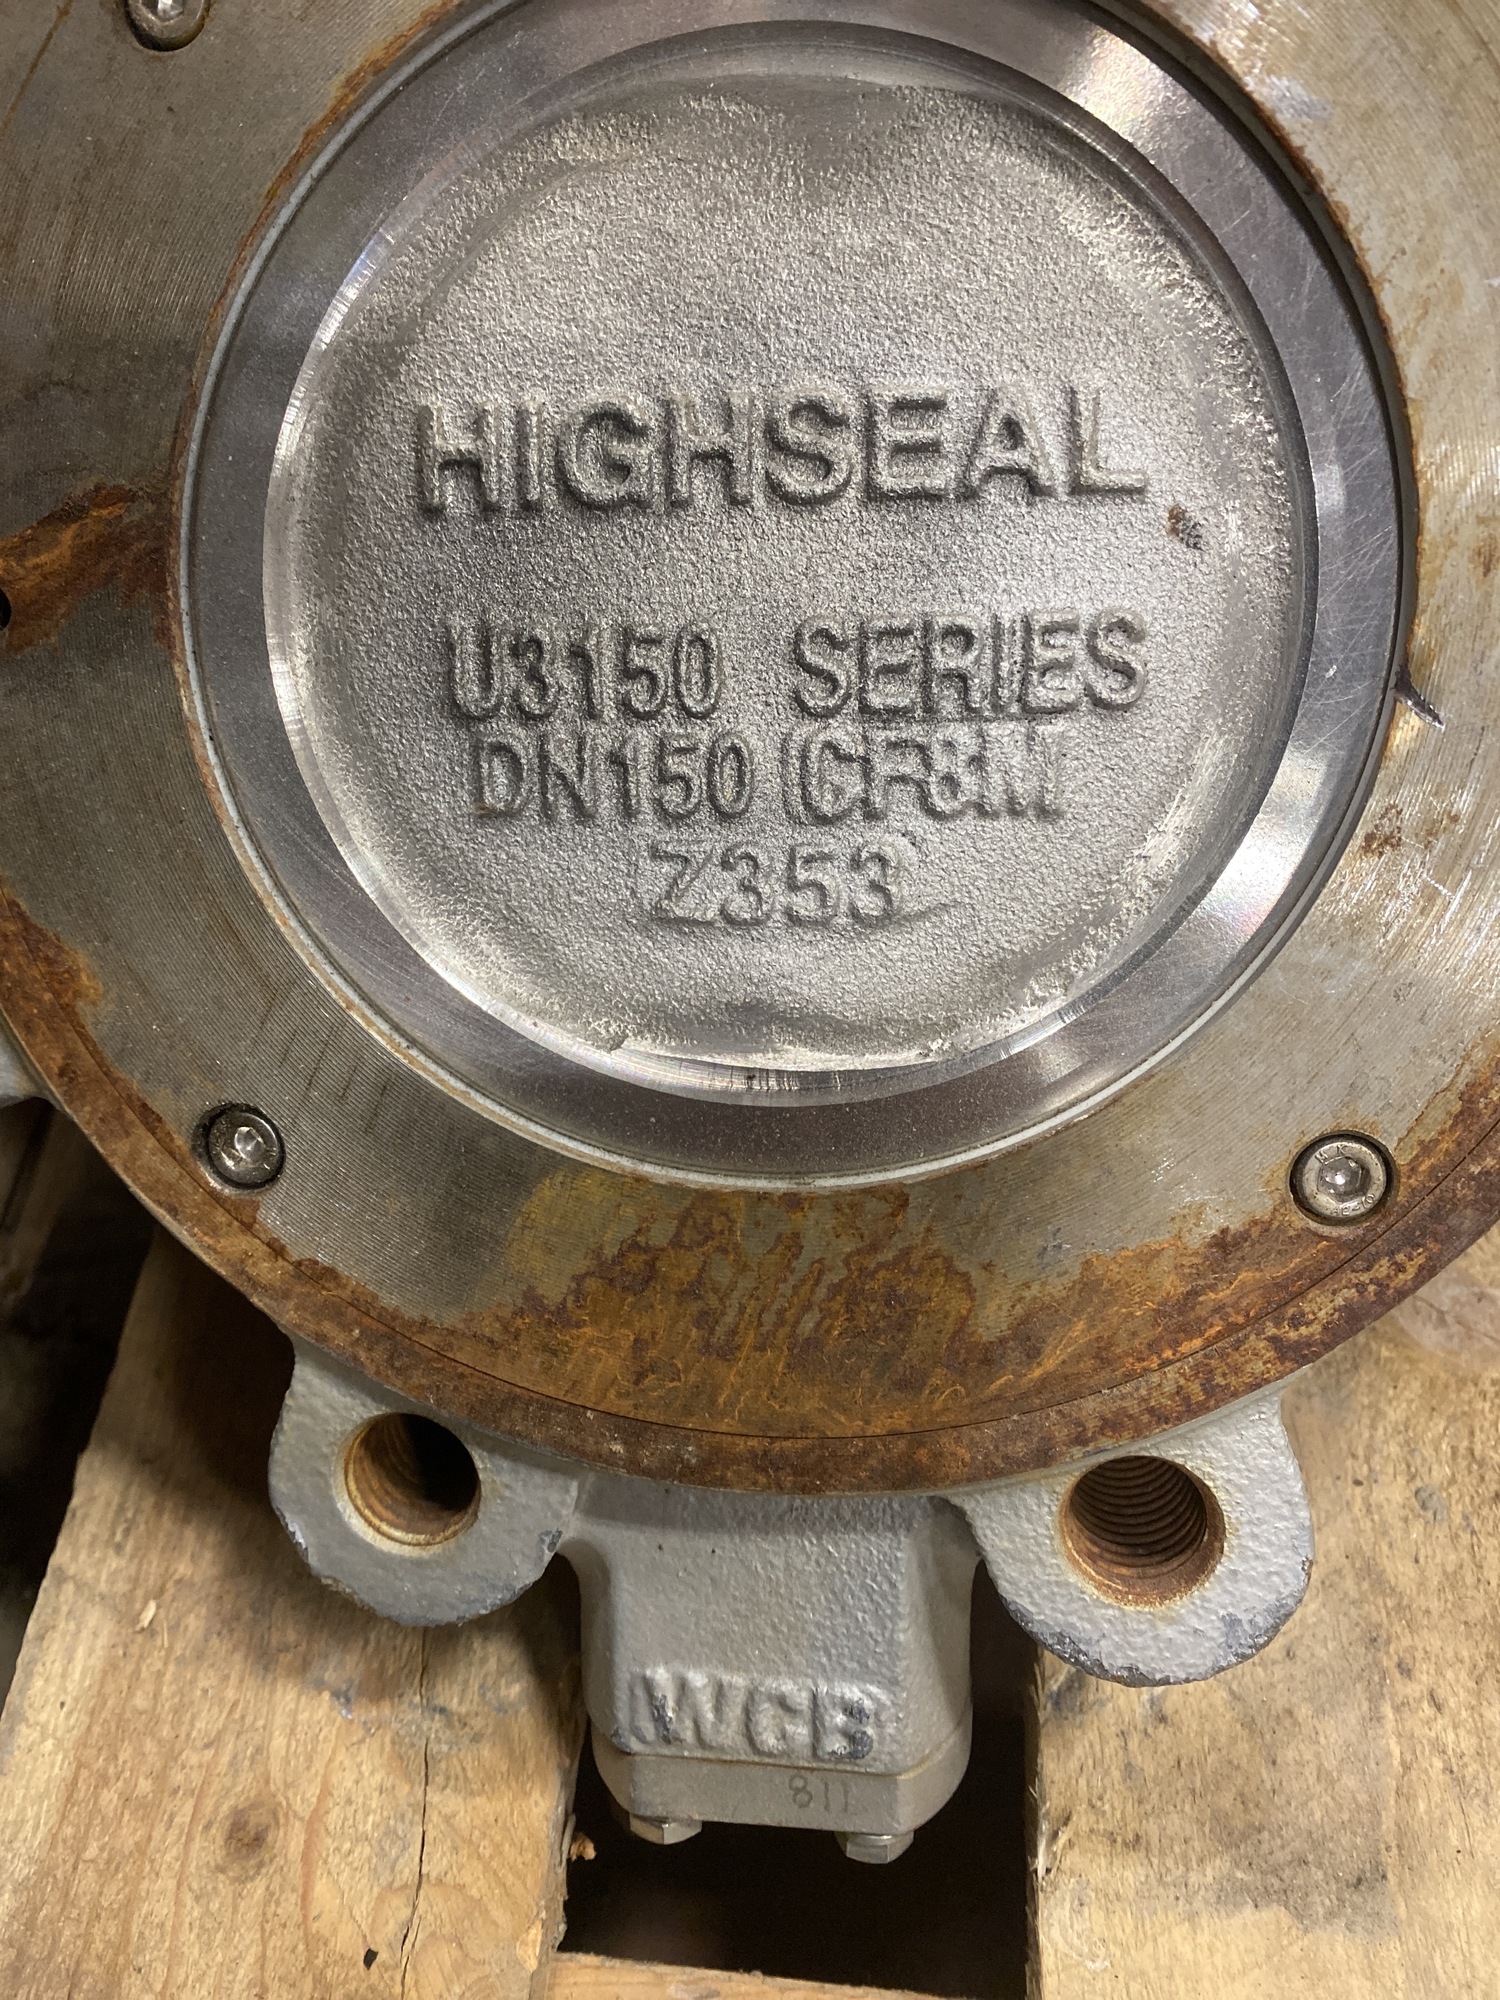 HIGHSEAL
U3150 SERIES
DN150 CF8M
Z353
WCB
811